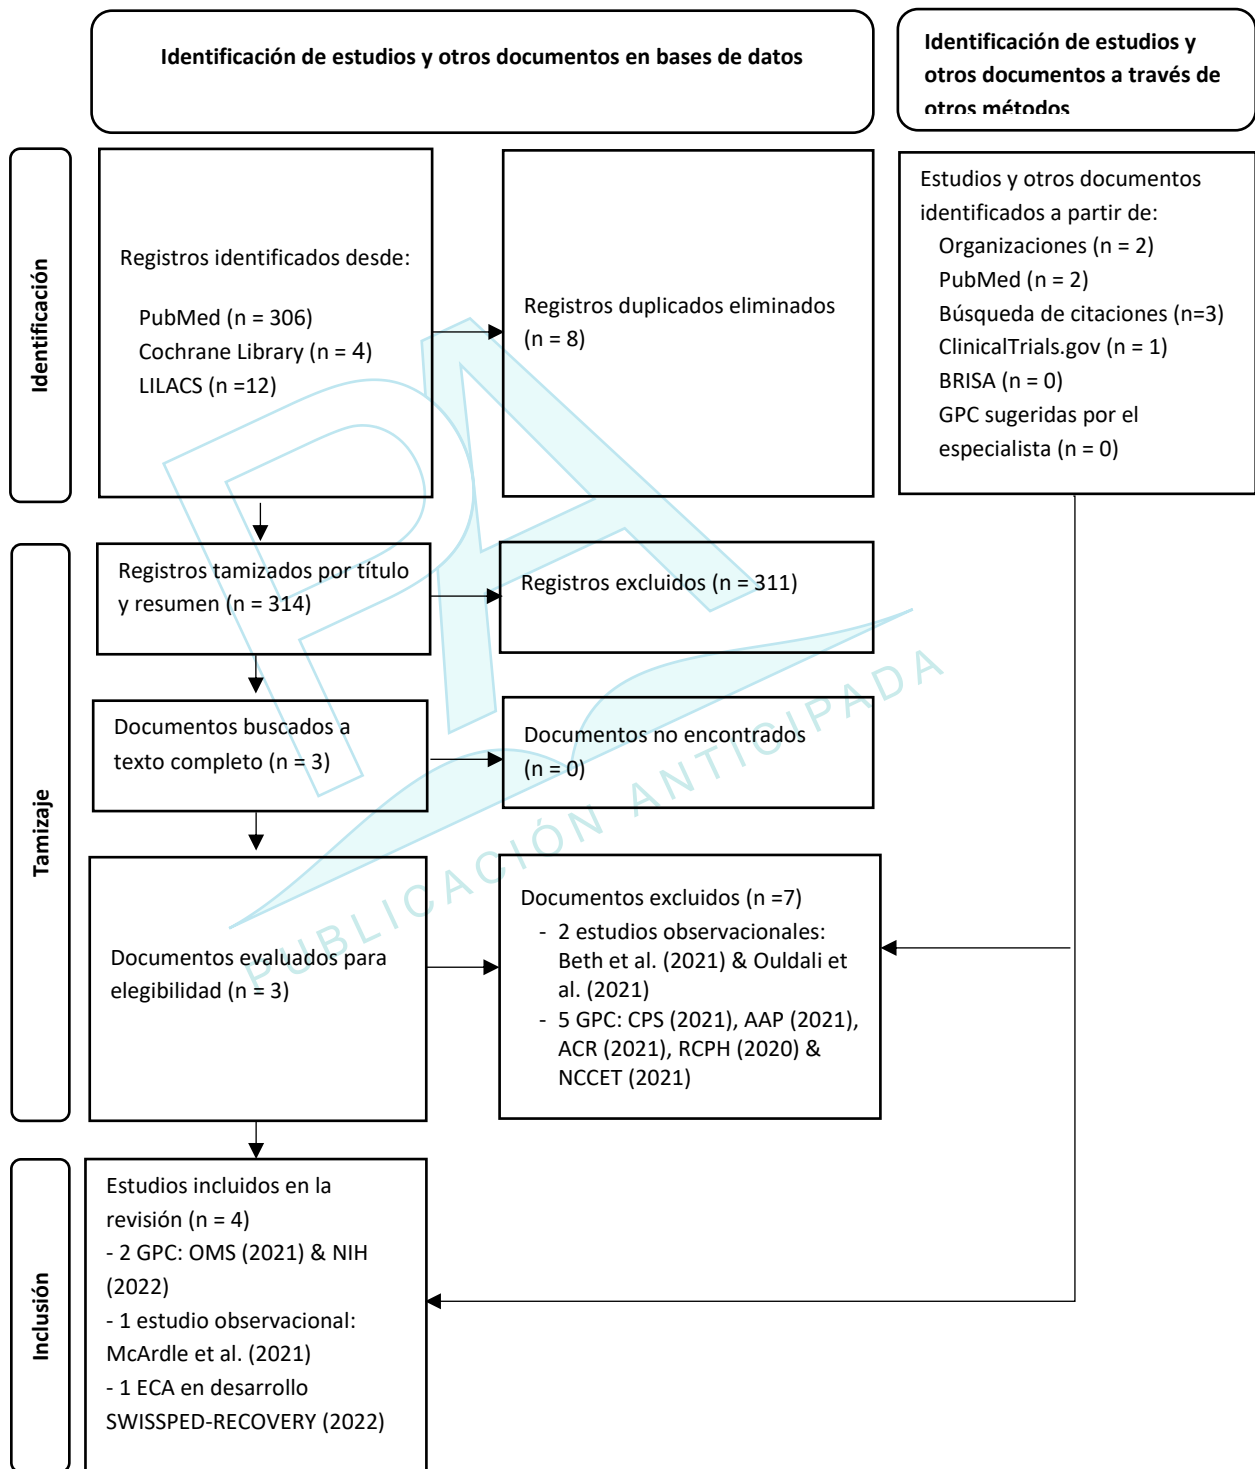 Identificación de estudios y otros documentos en bases de datos
Identificación de estudios y
otros documentos a través de
otros métodos
Identificación
Registros identificados desde:
PubMed (n = 306)
Cochrane Library (n = 4)
LILACS (n =12)
Registros duplicados eliminados
(n = 8)
Estudios y otros documentos
identificados a partir de:
Organizaciones (n = 2)
PubMed (n = 2)
Búsqueda de citaciones (n=3)
ClinicalTrials.gov (n = 1)
BRISA (n = 0)
GPC sugeridas por el
especialista (n = 0)
Tamizaje
Registros tamizados por título
y resumen (n = 314)
Registros excluidos (n = 311)
Documentos buscados a
texto completo (n = 3)
Documentos no encontrados
(n = 0)
Documentos evaluados para
elegibilidad (n = 3)
Documentos excluidos (n =7)
- 2 estudios observacionales:
Beth et al. (2021) & Ouldali et
al. (2021)
- 5 GPC: CPS (2021), AAP (2021),
ACR (2021), RCPH (2020) &
NCCET (2021)
Inclusión
Estudios incluidos en la
revisión (n = 4)
- 2 GPC: OMS (2021) & NIH
(2022)
- 1 estudio observacional:
McArdle et al. (2021)
- 1 ECA en desarrollo
SWISSPED-RECOVERY (2022)
PA
PUBLICACIÓN ANTICIPADA